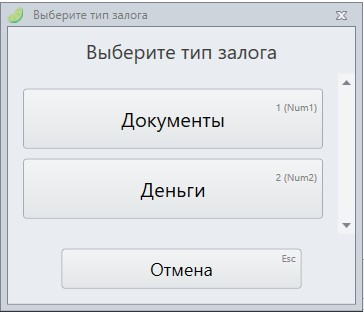 Выберите тип залога
Выберите тип залога
1 (Num1)
Документы
2 (Num2)
Деньги
Esc
Отмена